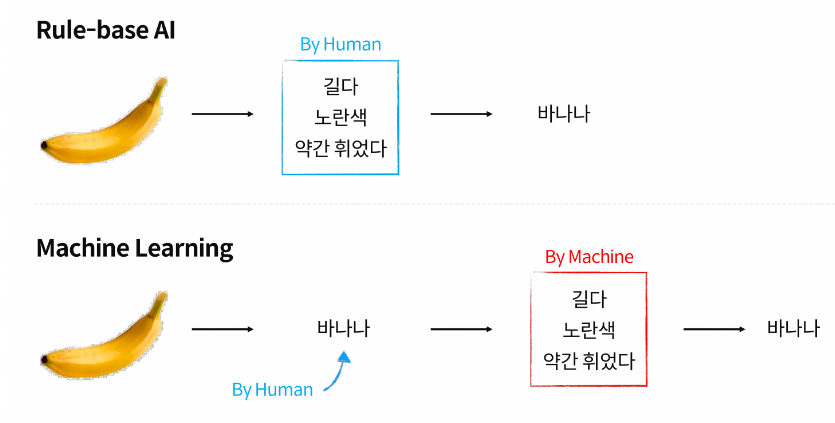 Rule-base AI
By Human
길다
노란색
약간 휘었다
바나나
Machine Learning
By Machine
길다
노란색
약간 휘었다
바나나
바나나
By Human